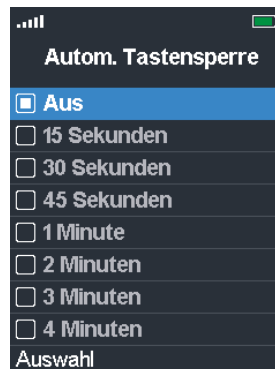 Autom. Tastensperre
Aus
15 Sekunden
30 Sekunden
45 Sekunden
1 Minute
2 Minuten
3 Minuten
4 Minuten
Auswahl